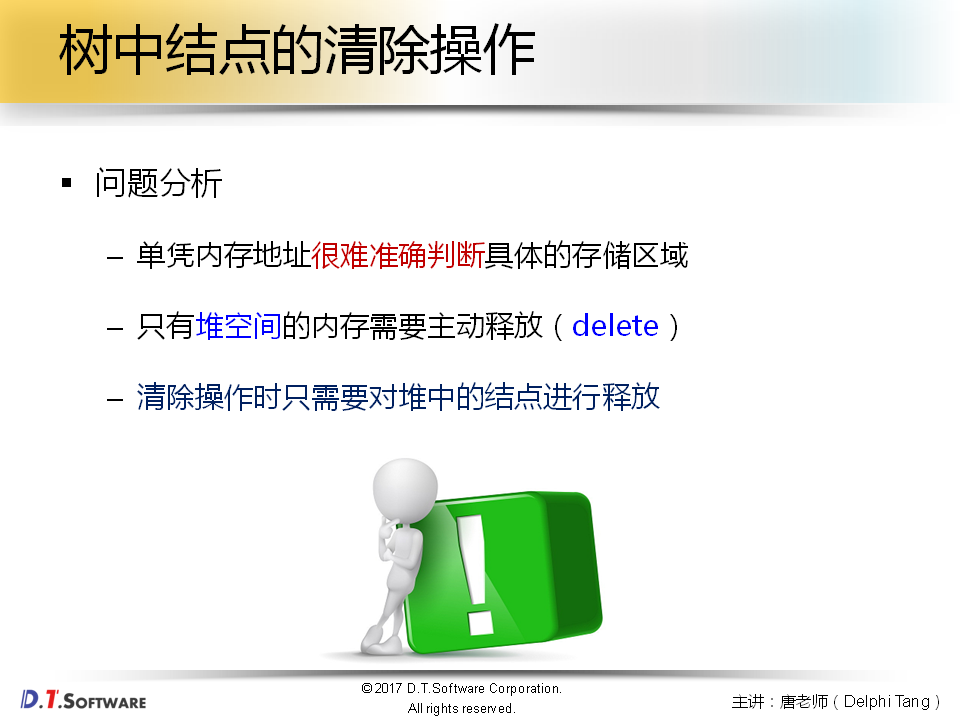 树中结点的清除操作
▪ 问题分析
– 单凭内存地址很难准确判断具体的存储区域
– 只有堆空间的内存需要主动释放（delete）
– 清除操作时只需要对堆中的结点进行释放
!
D.T.SOFTWARE
©2017 D.T.Software Corporation.
All rights reserved.
主讲：唐老师（Delphi Tang）